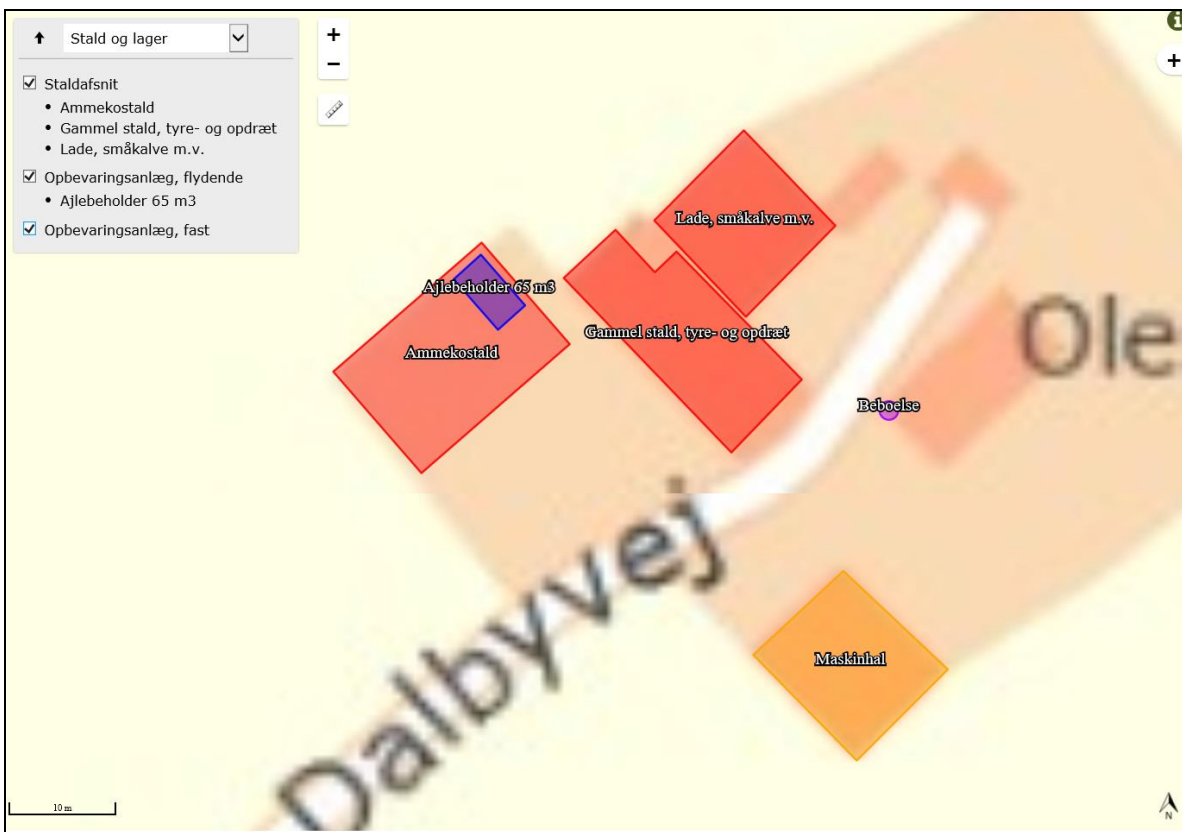 Stald og lager
Staldafsnit
• Ammekostald
• Gammel stald, tyre- og opdræt
• Lade, småkalve m.v.
Opbevaringsanlæg, flydende
• Ajlebeholder 65 m3
Opbevaringsanlæg, fast
+
−
i
+
Lade, småkalve m.v.
Ajlebeholder 65 m3
Gammel stald, tyre- og opdræt
Ammekostald
Ole
Beboelse
Dalbyvej
Maskinhal
10 m
N